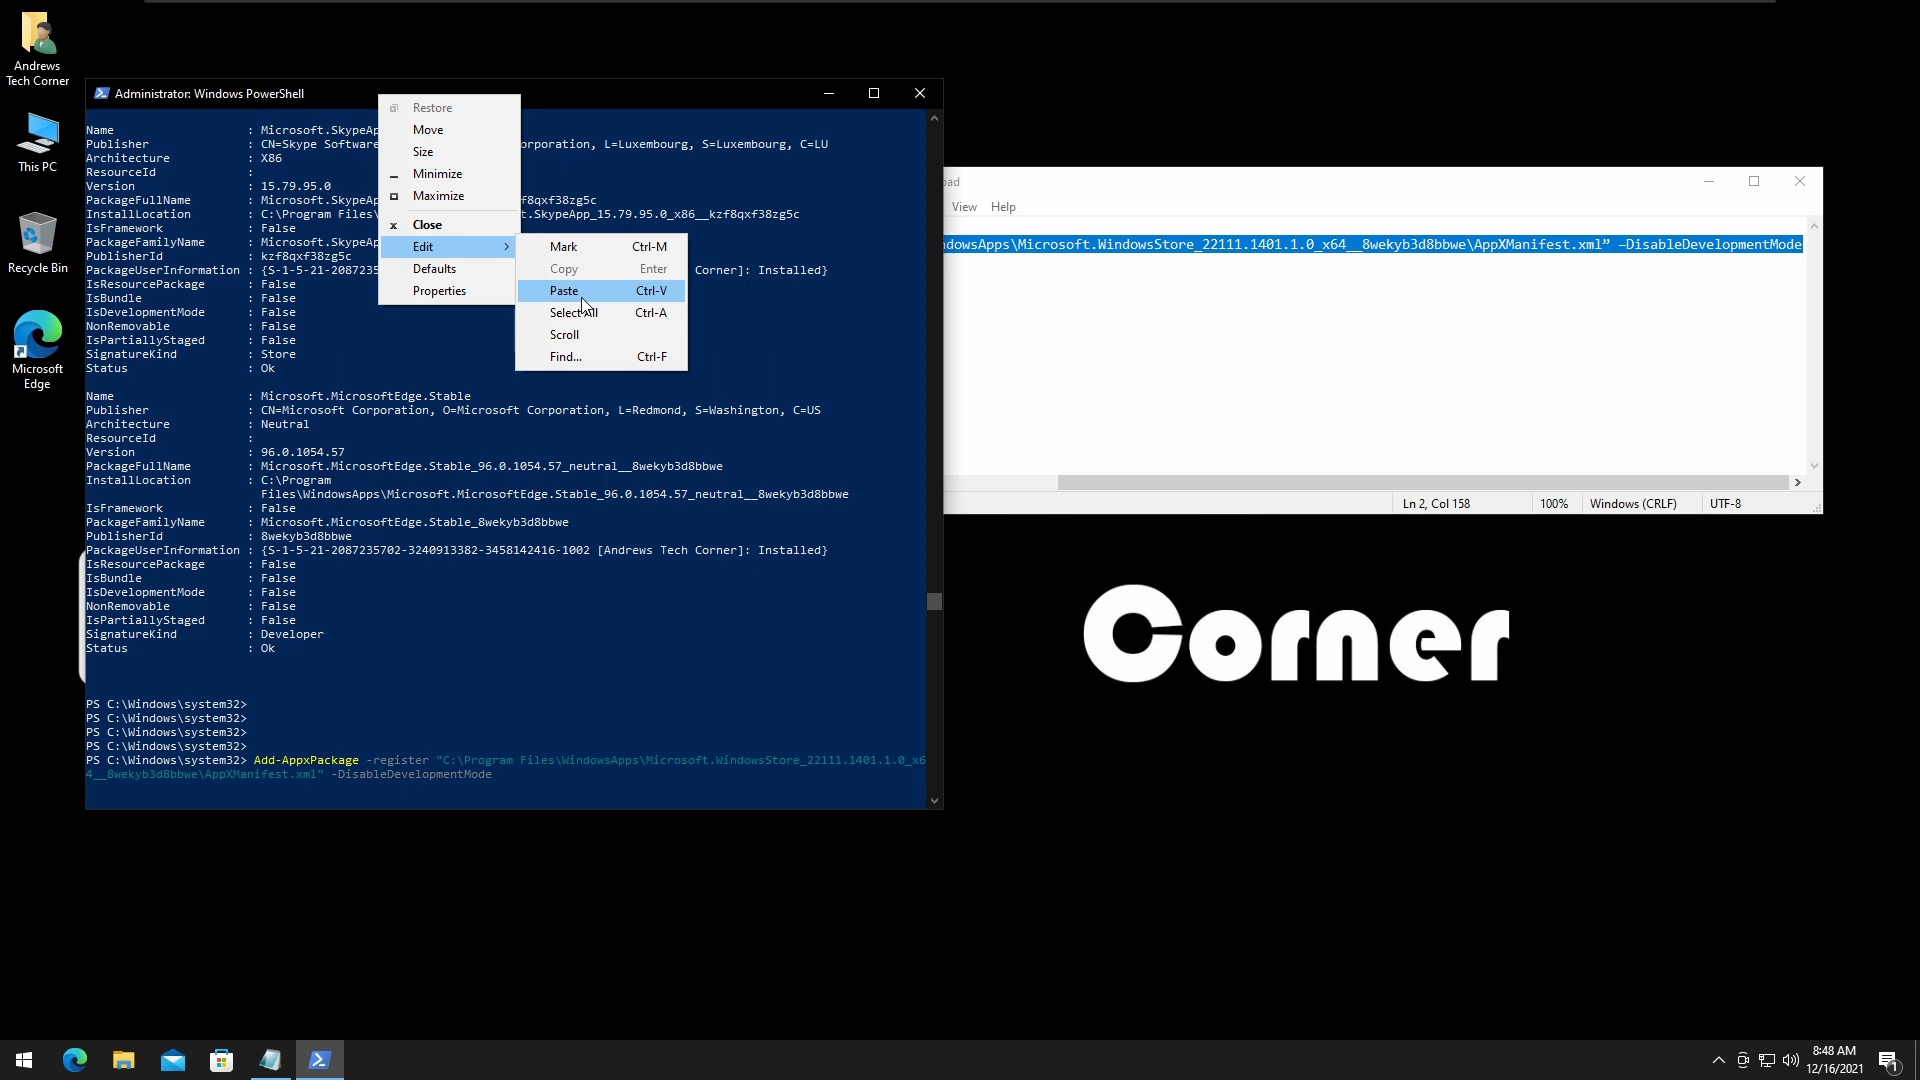 Andrews
Tech Corner
This PC
Recycle Bin
Microsoft
Edge
Administrator: Windows PowerShell
Name : Microsoft.SkypeAp
Publisher : CN=Skype Software orporation, L=Luxembourg, S=Luxembourg, C=LU
Architecture : X86
ResourceId :
Version : 15.79.95.0
PackageFullName : Microsoft.SkypeAp f8qxf38zg5c
InstallLocation : C:\Program Files\ t.SkypeApp_15.79.95.0_x86__kzf8qxf38zg5c
IsFramework : False
PackageFamilyName : Microsoft.SkypeAp
PublisherId : kzf8qxf38zg5c
PackageUserInformation : {S-1-5-21-2087235 Corner]: Installed}
IsResourcePackage : False
IsBundle : False
IsDevelopmentMode : False
NonRemovable : False
IsPartiallyStaged : False
SignatureKind : Store
Status : Ok
Name : Microsoft.MicrosoftEdge.Stable
Publisher : CN=Microsoft Corporation, O=Microsoft Corporation, L=Redmond, S=Washington, C=US
Architecture : Neutral
ResourceId :
Version : 96.0.1054.57
PackageFullName : Microsoft.MicrosoftEdge.Stable_96.0.1054.57_neutral__8wekyb3d8bbwe
InstallLocation : C:\Program
Files\WindowsApps\Microsoft.MicrosoftEdge.Stable_96.0.1054.57_neutral__8wekyb3d8bbwe
IsFramework : False
PackageFamilyName : Microsoft.MicrosoftEdge.Stable_8wekyb3d8bbwe
PublisherId : 8wekyb3d8bbwe
PackageUserInformation : {S-1-5-21-2087235702-3240913382-3458142416-1002 [Andrews Tech Corner]: Installed}
IsResourcePackage : False
IsBundle : False
IsDevelopmentMode : False
NonRemovable : False
IsPartiallyStaged : False
SignatureKind : Developer
Status : Ok
PS C:\Windows\system32>
PS C:\Windows\system32>
PS C:\Windows\system32>
PS C:\Windows\system32>
PS C:\Windows\system32> Add-AppxPackage -register "C:\Program Files\WindowsApps\Microsoft.WindowsStore_22111.1401.1.0_x6
4__8wekyb3d8bbwe\AppXManifest.xml" -DisableDevelopmentMode
Restore
Move
Size
Minimize
Maximize
x Close
Edit
Defaults
Properties
Mark Ctrl-M
Copy Enter
Paste Ctrl-V
Select All Ctrl-A
Scroll
Find... Ctrl-F
pad
View Help
ndowsApps\Microsoft.WindowsStore_22111.1401.1.0_x64__8wekyb3d8bbwe\AppXManifest.xml” –DisableDevelopmentMode
Ln 2, Col 158 100% Windows (CRLF) UTF-8
Corner
8:48 AM
12/16/2021
1